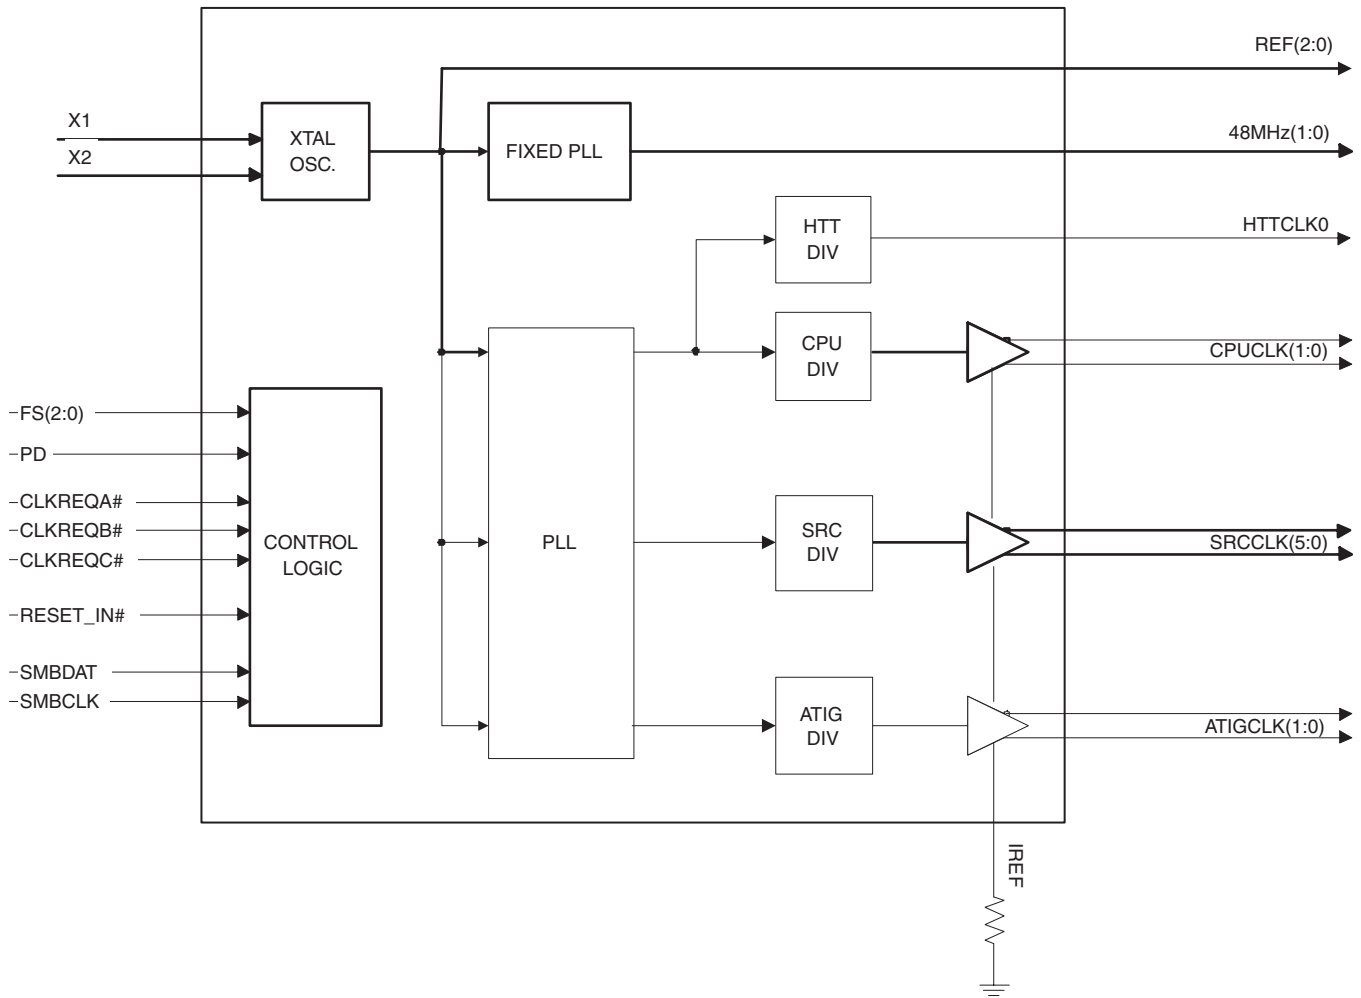 REF(2:0)
X1
X2
XTAL
OSC.
FIXED PLL
48MHz(1:0)
HTT
DIV
HTTCLK0
CPU
DIV
CPUCLK(1:0)
FS(2:0)
PD
CLKREQA#
CLKREQB#
CLKREQC#
RESET_IN#
SMBDAT
SMBCLK
CONTROL
LOGIC
PLL
SRC
DIV
SRCCLK(5:0)
ATIG
DIV
ATIGCLK(1:0)
IREF